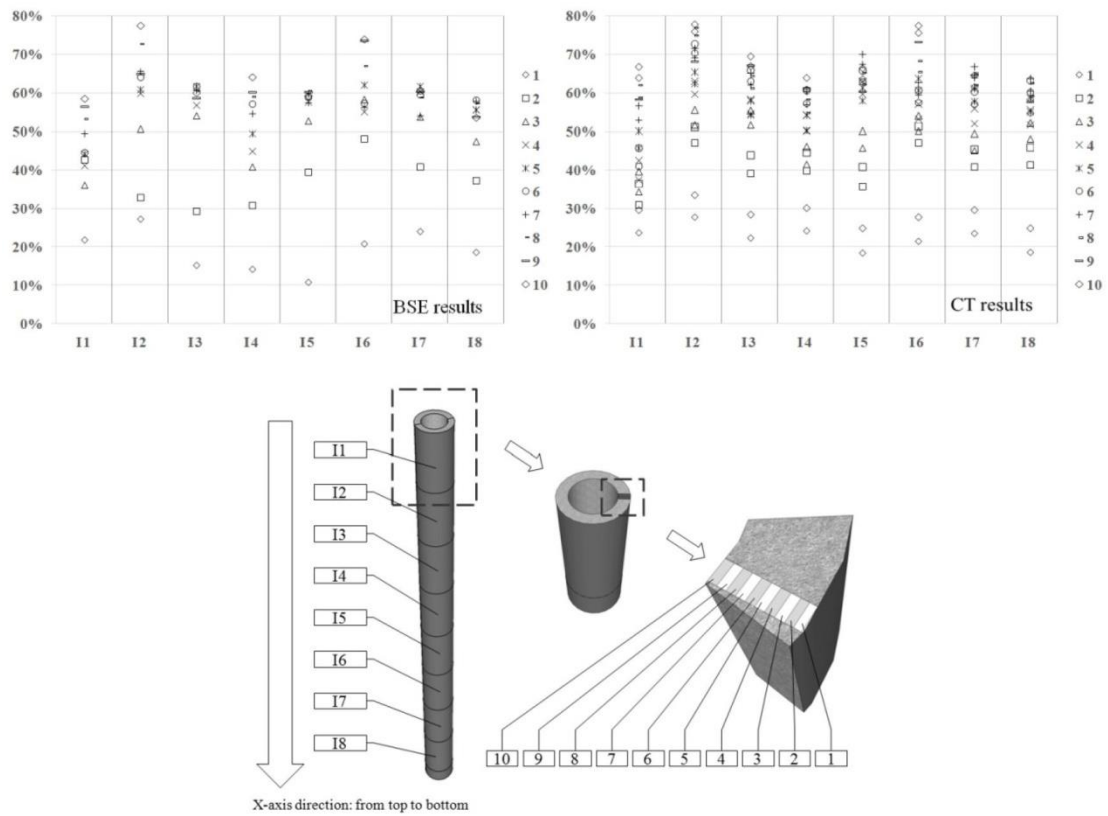 80%
70%
60%
50%
40%
30%
20%
10%
0%
I1 I2 I3 I4 I5 I6 I7 I8
BSE results
1
2
3
4
5
6
7
8
9
10
80%
70%
60%
50%
40%
30%
20%
10%
0%
I1 I2 I3 I4 I5 I6 I7 I8
CT results
1
2
3
4
5
6
7
8
9
10
I1
I2
I3
I4
I5
I6
I7
I8
10 9 8 7 6 5 4 3 2 1
X-axis direction: from top to bottom